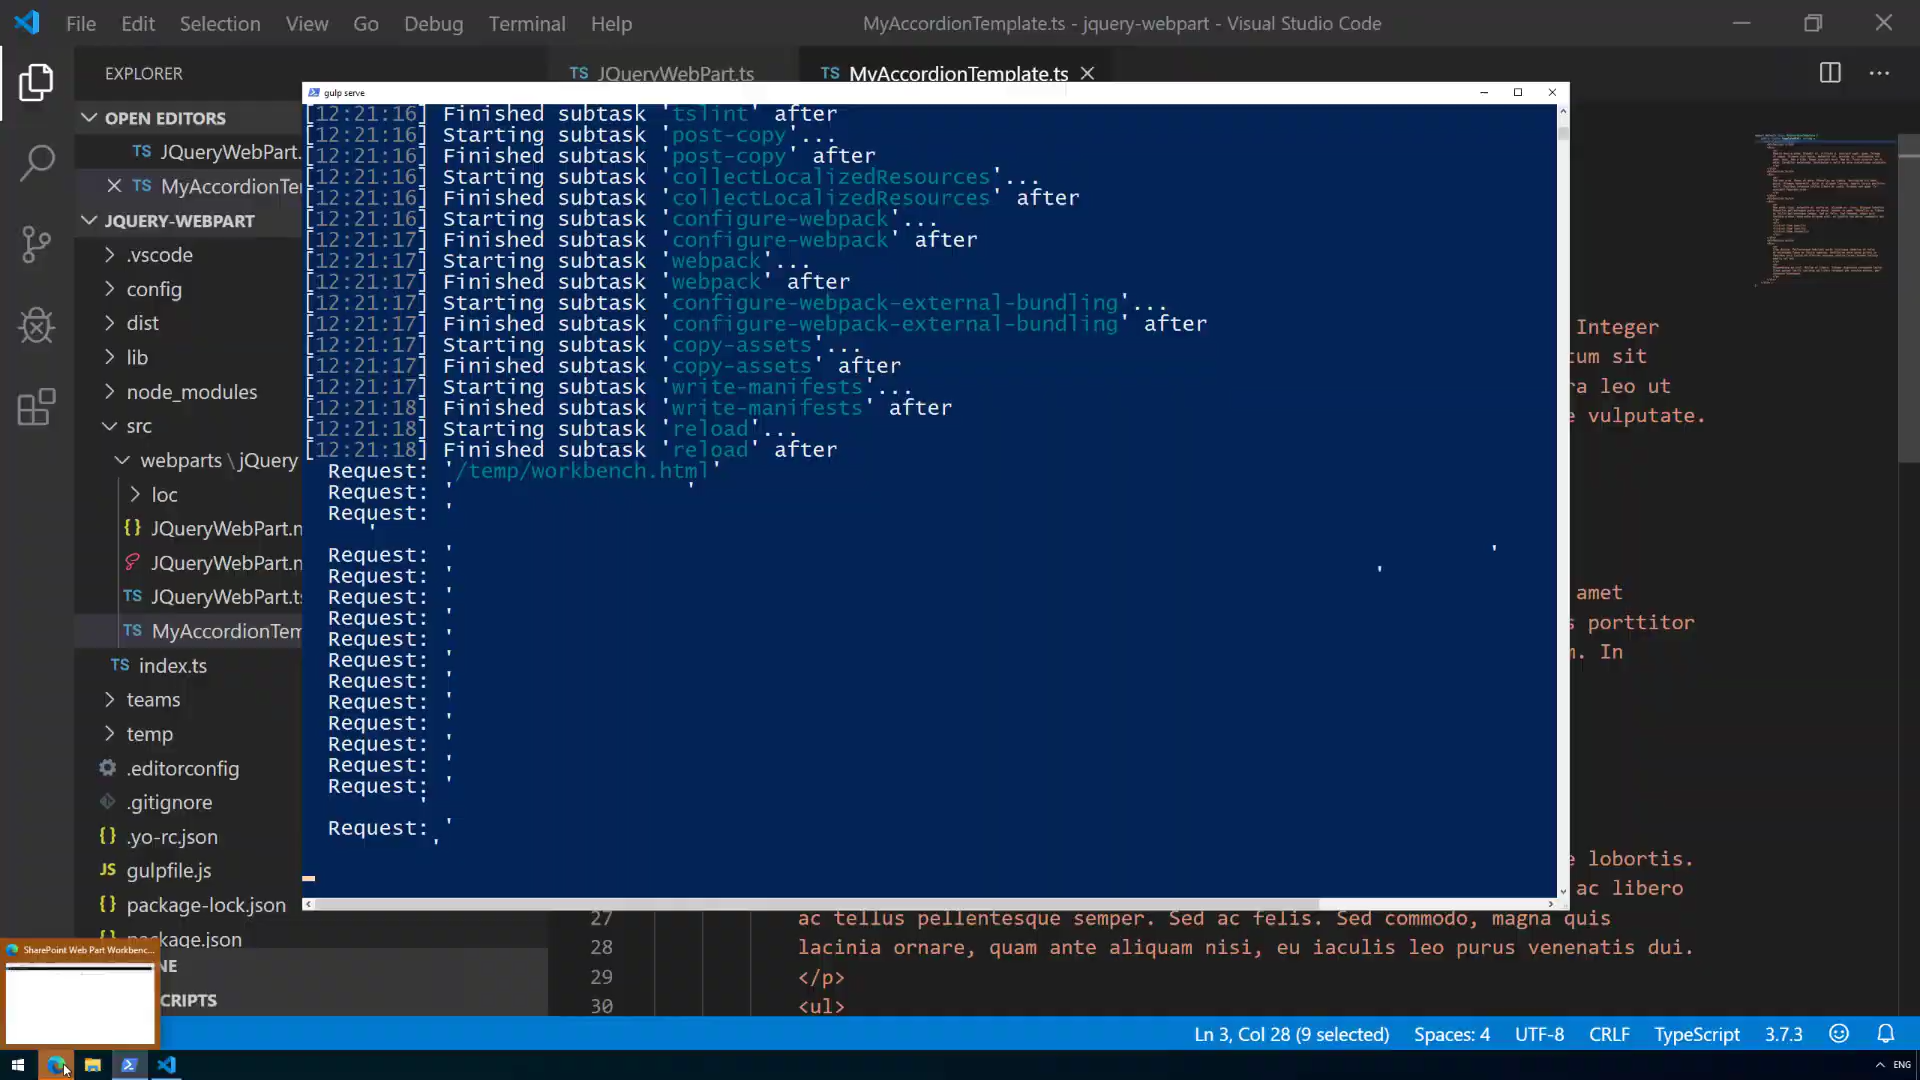 File Edit Selection View Go Debug Terminal Help
MyAccordionTemplate.ts - jquery-webpart - Visual Studio Code
EXPLORER
TS JQueryWebPart.ts
TS MyAccordionTemplate.ts
OPEN EDITORS
TS JQueryWebPart.
TS MyAccordionTe
JQUERY-WEBPART
.vscode
config
dist
lib
node_modules
src
webparts \ jQuery
loc
{} JQueryWebPart.
JQueryWebPart.
TS JQueryWebPart.t
TS MyAccordionTem
TS index.ts
teams
temp
.editorconfig
.gitignore
{} .yo-rc.json
JS gulpfile.js
{} package-lock.json
package.json
NE
CRIPTS
gulp serve
[12:21:16] Finished subtask 'tslint' after
[12:21:16] Starting subtask 'post-copy'...
[12:21:16] Finished subtask 'post-copy' after
[12:21:16] Starting subtask 'collectLocalizedResources'...
[12:21:16] Finished subtask 'collectLocalizedResources' after
[12:21:16] Starting subtask 'configure-webpack'...
[12:21:17] Finished subtask 'configure-webpack' after
[12:21:17] Starting subtask 'webpack'...
[12:21:17] Finished subtask 'webpack' after
[12:21:17] Starting subtask 'configure-webpack-external-bundling'...
[12:21:17] Finished subtask 'configure-webpack-external-bundling' after
[12:21:17] Starting subtask 'copy-assets'...
[12:21:17] Finished subtask 'copy-assets' after
[12:21:17] Starting subtask 'write-manifests'...
[12:21:18] Finished subtask 'write-manifests' after
[12:21:18] Starting subtask 'reload'...
[12:21:18] Finished subtask 'reload' after
Request: '/temp/workbench.html'
Request: ' '
Request: '
'
Request: ' '
Request: ' '
Request: '
Request: '
Request: '
Request: '
Request: '
Request: '
Request: '
Request: '
Request: '
Request: '
'
Request: '
'
Integer
tum sit
ra leo ut
e vulputate.
amet
s porttitor
m. In
e lobortis.
ac libero
27 ac tellus pellentesque semper. Sed ac felis. Sed commodo, magna quis
28 lacinia ornare, quam ante aliquam nisi, eu iaculis leo purus venenatis dui.
29 </p>
30 <ul>
SharePoint Web Part Workbenc...
Ln 3, Col 28 (9 selected) Spaces: 4 UTF-8 CRLF TypeScript 3.7.3
ENG